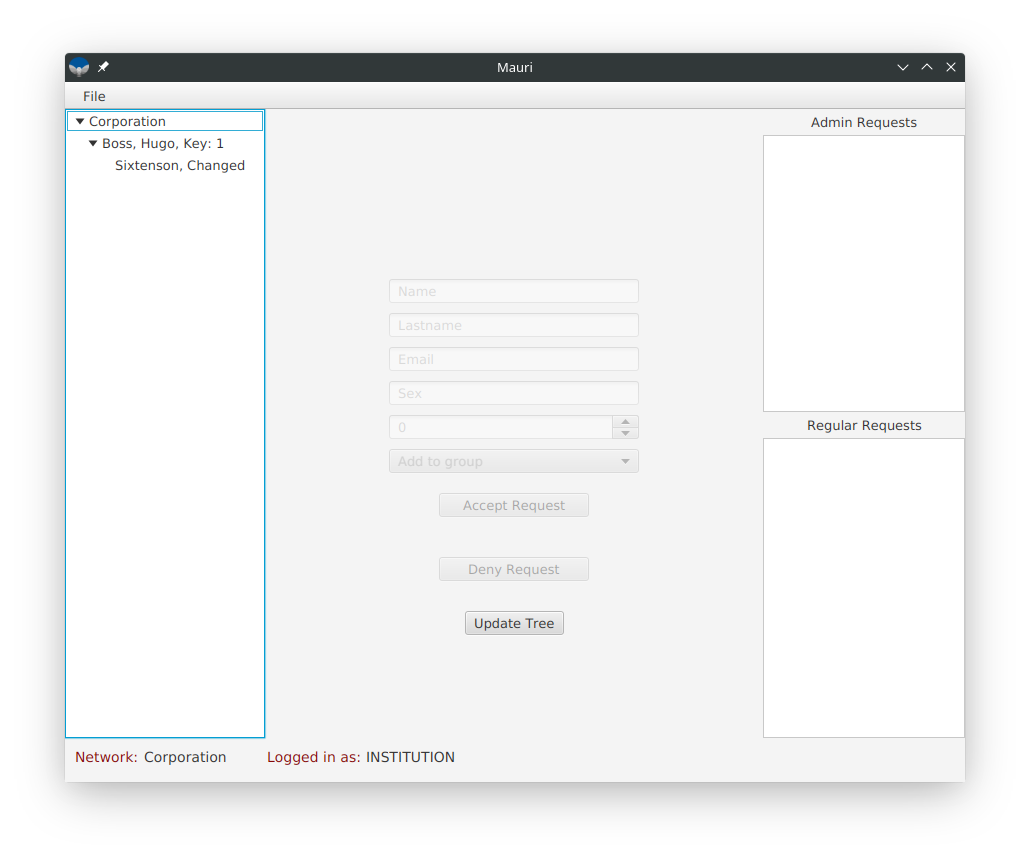 Mauri
File
Corporation
Boss, Hugo, Key: 1
Sixtenson, Changed
Name
Lastname
Email
Sex
0
Add to group
Accept Request
Deny Request
Update Tree
Admin Requests
Regular Requests
Network: Corporation
Logged in as: INSTITUTION